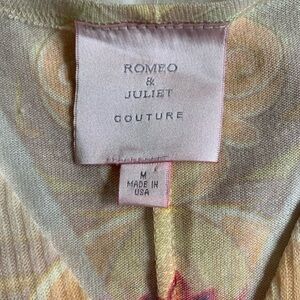 ROMEO
&
JULIET
COUTURE
M
MADE IN
USA